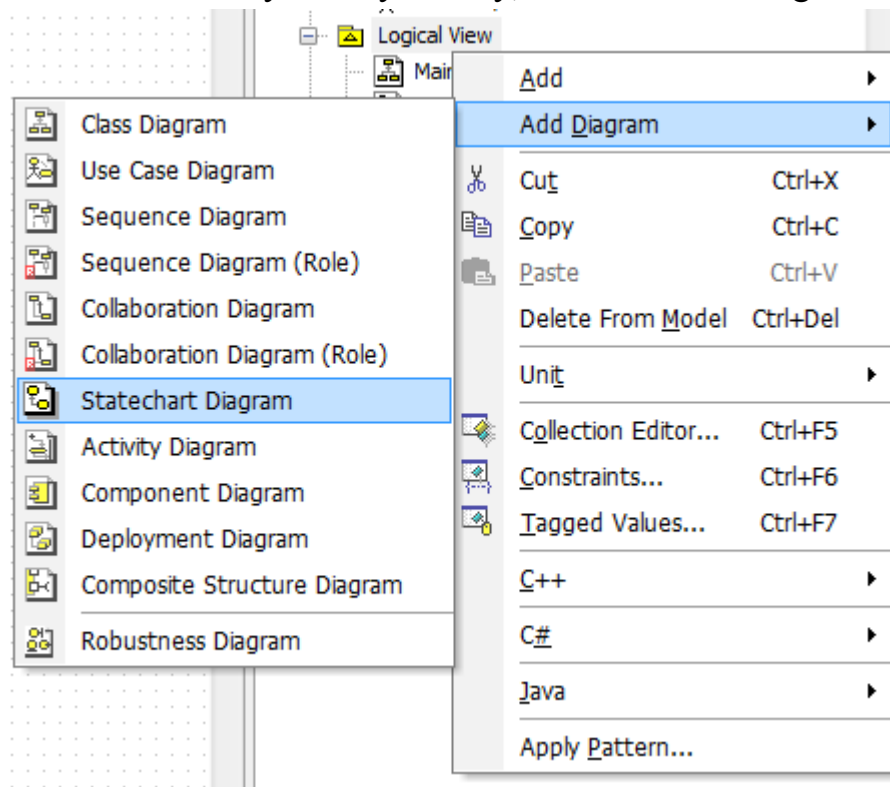 Logical View
Main
Add
Add Diagram
Cut Ctrl+X
Copy Ctrl+C
Paste Ctrl+V
Delete From Model Ctrl+Del
Unit
Collection Editor... Ctrl+F5
Constraints... Ctrl+F6
Tagged Values... Ctrl+F7
C++
C#
Java
Apply Pattern...
Class Diagram
Use Case Diagram
Sequence Diagram
Sequence Diagram (Role)
Collaboration Diagram
Collaboration Diagram (Role)
Statechart Diagram
Activity Diagram
Component Diagram
Deployment Diagram
Composite Structure Diagram
Robustness Diagram